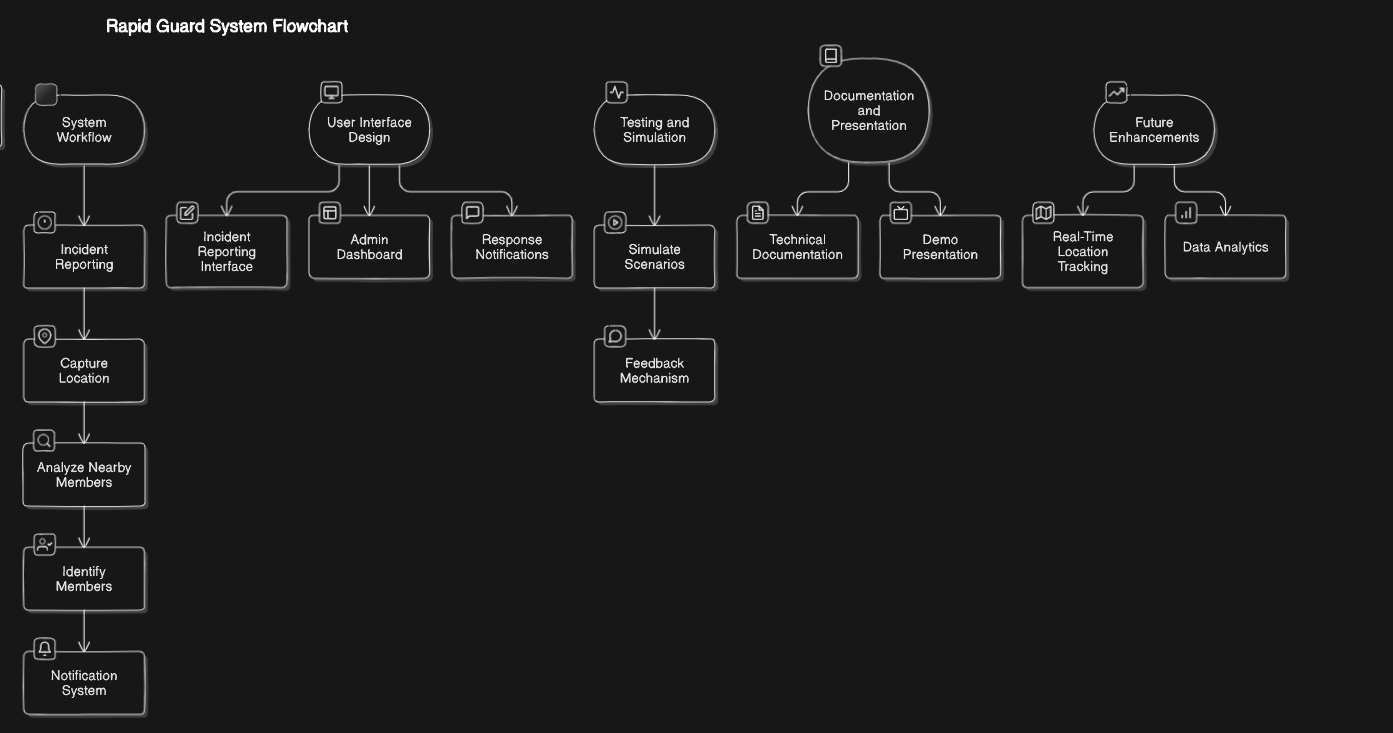 Rapid Guard System Flowchart
System
Workflow
Incident
Reporting
Capture
Location
Analyze Nearby
Members
Identify
Members
Notification
System
User Interface
Design
Incident
Reporting
Interface
Admin
Dashboard
Response
Notifications
Testing and
Simulation
Simulate
Scenarios
Feedback
Mechanism
Documentation
and
Presentation
Technical
Documentation
Demo
Presentation
Future
Enhancements
Real-Time
Location
Tracking
Data Analytics